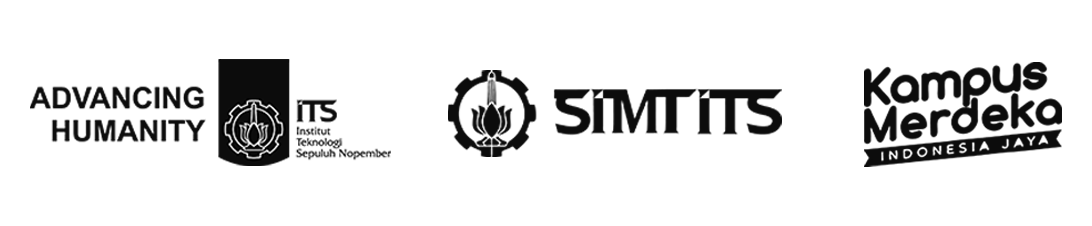 ADVANCING
HUMANITY
iTS
Institut
Teknologi
Sepuluh Nopember
SiMT iTS
Kampus
Merdeka
INDONESIA JAYA